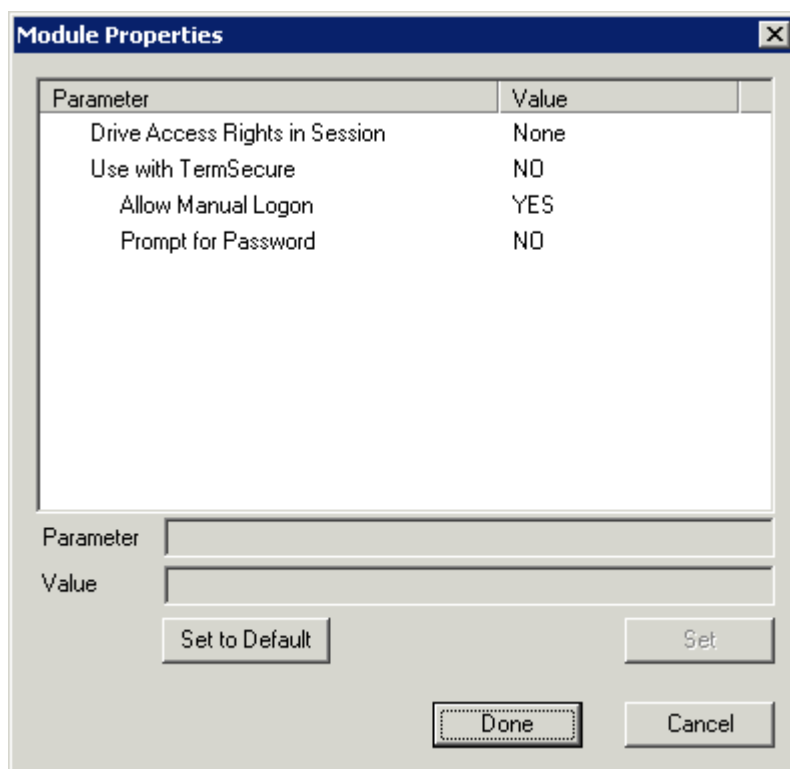 Module Properties
Parameter Value
Drive Access Rights in Session None
Use with TermSecure NO
Allow Manual Logon YES
Prompt for Password NO
Parameter
Value
Set to Default Set
Done Cancel